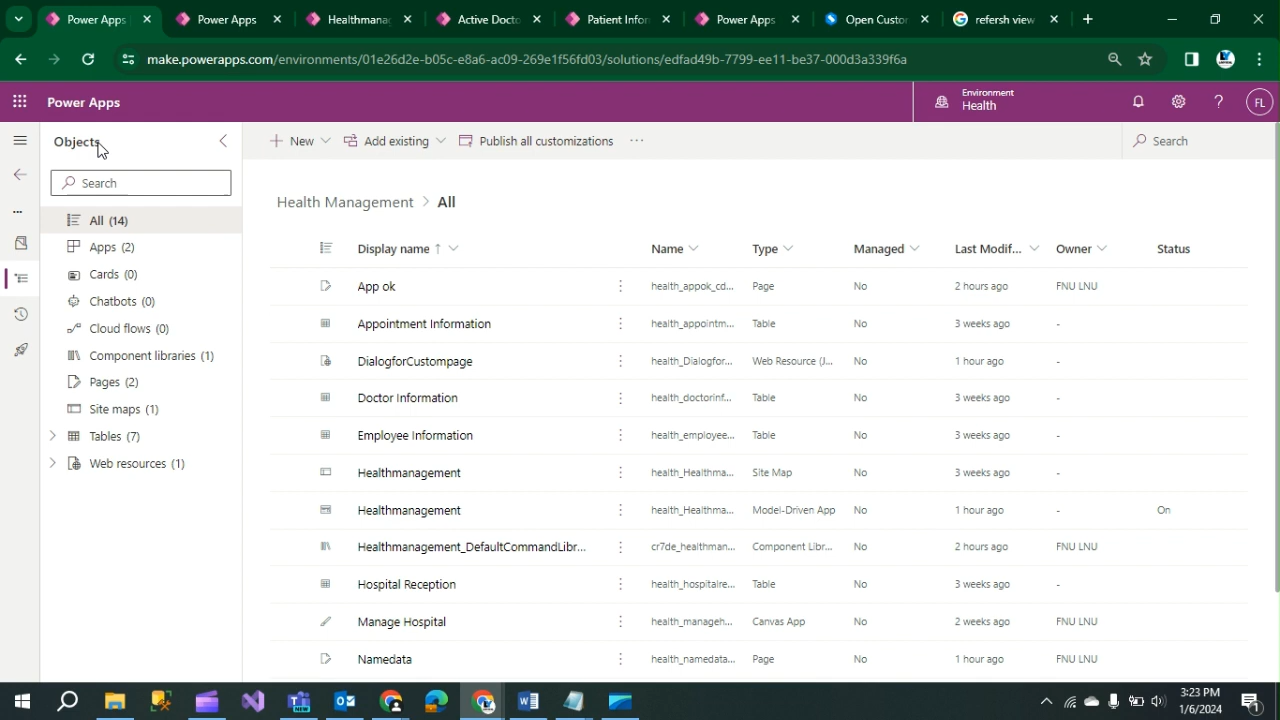 Power Apps
Power Apps
Healthmana
Active Docto
Patient Infor
Power Apps
Open Custor
refersh view
make.powerapps.com/environments/01e26d2e-b05c-e8a6-ac09-269e1f56fd03/solutions/edfad49b-7799-ee11-be37-000d3a339f6a
Power Apps
Environment
Health
FL
Objects
New
Add existing
Publish all customizations
Search
Search
Health Management > All
All (14)
Apps (2)
Cards (0)
Chatbots (0)
Cloud flows (0)
Component libraries (1)
Pages (2)
Site maps (1)
Tables (7)
Web resources (1)
Display name ↑ Name Type Managed Last Modif... Owner Status
App ok health_appok_cd... Page No 2 hours ago FNU LNU
Appointment Information health_appointm... Table No 3 weeks ago -
DialogforCustompage health_Dialogfor... Web Resource (J... No 1 hour ago -
Doctor Information health_doctorinf... Table No 3 weeks ago -
Employee Information health_employee... Table No 3 weeks ago -
Healthmanagement health_Healthma... Site Map No 3 weeks ago -
Healthmanagement health_Healthma... Model-Driven App No 1 hour ago - On
Healthmanagement_DefaultCommandLibr... cr7de_healthman... Component Libr... No 2 hours ago FNU LNU
Hospital Reception health_hospitalre... Table No 3 weeks ago -
Manage Hospital health_manageh... Canvas App No 2 weeks ago FNU LNU
Namedata health_namedata... Page No 1 hour ago FNU LNU
3:23 PM
1/6/2024